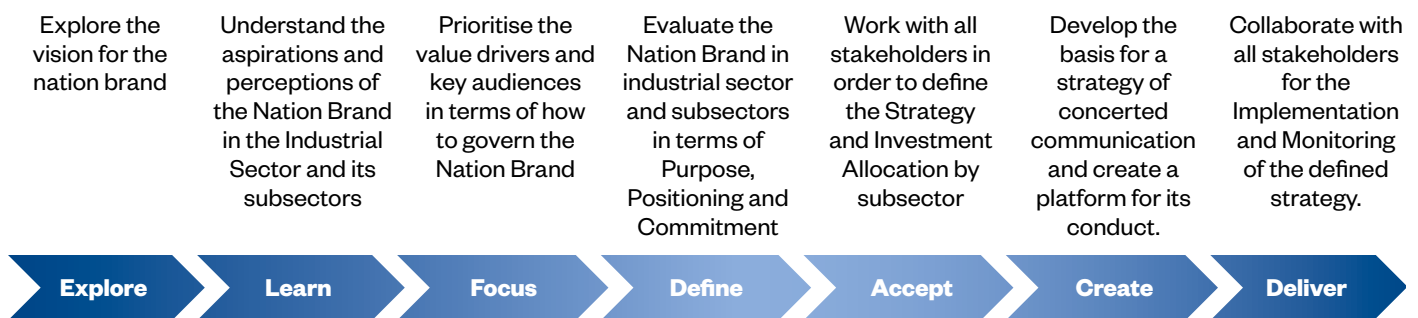 Explore the
vision for the
nation brand
Understand the
aspirations and
perceptions of
the Nation Brand
in the Industrial
Sector and its
subsectors
Prioritise the
value drivers and
key audiences
in terms of how
to govern the
Nation Brand
Evaluate the
Nation Brand in
industrial sector
and subsectors
in terms of
Purpose,
Positioning and
Commitment
Work with all
stakeholders in
order to define
the Strategy
and Investment
Allocation by
subsector
Develop the
basis for a
strategy of
concerted
communication
and create a
platform for its
conduct.
Collaborate with
all stakeholders
for the
Implementation
and Monitoring
of the defined
strategy.
Explore
Learn
Focus
Define
Accept
Create
Deliver